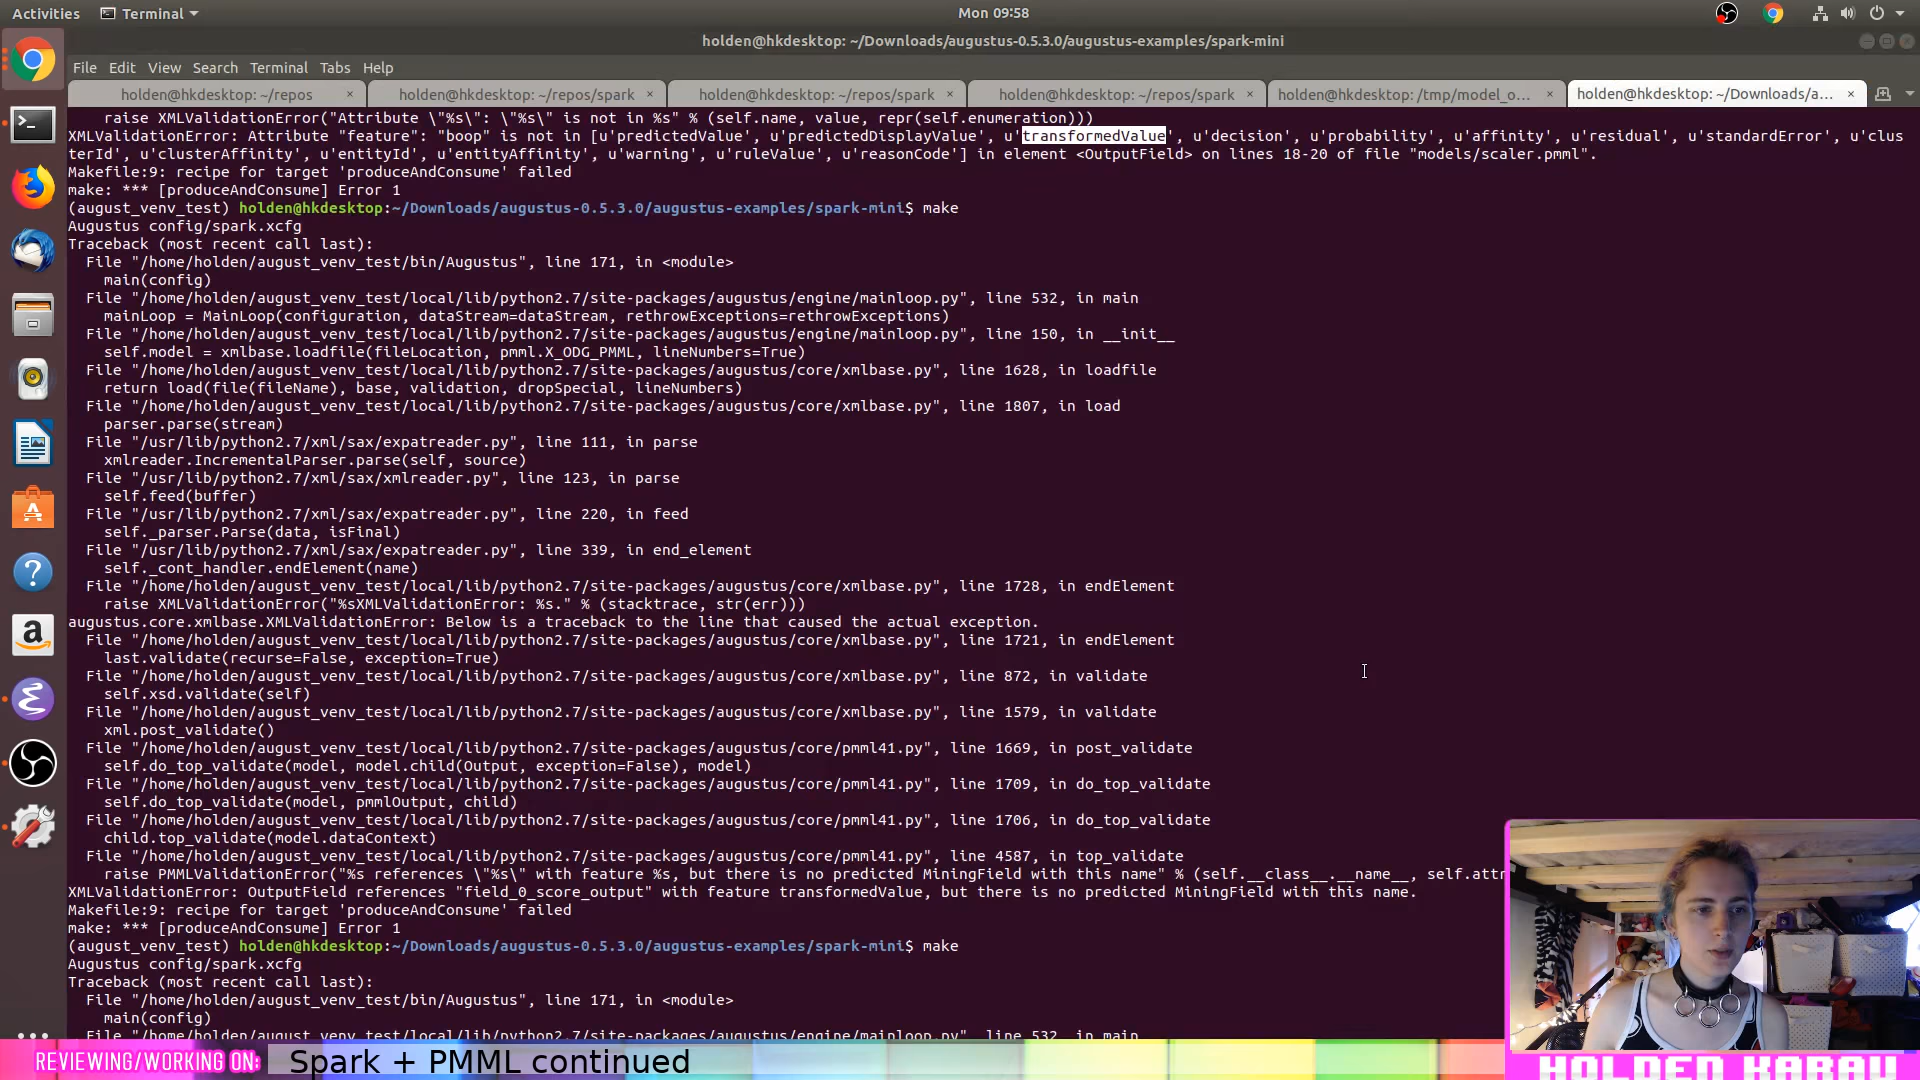 Activities Terminal Mon 09:58
holden@hkdesktop: ~/Downloads/augustus-0.5.3.0/augustus-examples/spark-mini
File Edit View Search Terminal Tabs Help
holden@hkdesktop: ~/repos × holden@hkdesktop: ~/repos/spark × holden@hkdesktop: ~/repos/spark × holden@hkdesktop: ~/repos/spark × holden@hkdesktop: /tmp/model_o... × holden@hkdesktop: ~/Downloads/a... ×
raise XMLValidationError("Attribute \"%s\": \"%s\" is not in %s" % (self.name, value, repr(self.enumeration)))
XMLValidationError: Attribute "feature": "boop" is not in [u'predictedValue', u'predictedDisplayValue', u'transformedValue', u'decision', u'probability', u'affinity', u'residual', u'standardError', u'clus
terId', u'clusterAffinity', u'entityId', u'entityAffinity', u'warning', u'ruleValue', u'reasonCode'] in element <OutputField> on lines 18-20 of file "models/scaler.pmml".
Makefile:9: recipe for target 'produceAndConsume' failed
make: *** [produceAndConsume] Error 1
(august_venv_test) holden@hkdesktop:~/Downloads/augustus-0.5.3.0/augustus-examples/spark-mini$ make
Augustus config/spark.xcfg
Traceback (most recent call last):
File "/home/holden/august_venv_test/bin/Augustus", line 171, in <module>
main(config)
File "/home/holden/august_venv_test/local/lib/python2.7/site-packages/augustus/engine/mainloop.py", line 532, in main
mainLoop = MainLoop(configuration, dataStream=dataStream, rethrowExceptions=rethrowExceptions)
File "/home/holden/august_venv_test/local/lib/python2.7/site-packages/augustus/engine/mainloop.py", line 150, in __init__
self.model = xmlbase.loadfile(fileLocation, pmml.X_ODG_PMML, lineNumbers=True)
File "/home/holden/august_venv_test/local/lib/python2.7/site-packages/augustus/core/xmlbase.py", line 1628, in loadfile
return load(file(fileName), base, validation, dropSpecial, lineNumbers)
File "/home/holden/august_venv_test/local/lib/python2.7/site-packages/augustus/core/xmlbase.py", line 1807, in load
parser.parse(stream)
File "/usr/lib/python2.7/xml/sax/expatreader.py", line 111, in parse
xmlreader.IncrementalParser.parse(self, source)
File "/usr/lib/python2.7/xml/sax/xmlreader.py", line 123, in parse
self.feed(buffer)
File "/usr/lib/python2.7/xml/sax/expatreader.py", line 220, in feed
self._parser.Parse(data, isFinal)
File "/usr/lib/python2.7/xml/sax/expatreader.py", line 339, in end_element
self._cont_handler.endElement(name)
File "/home/holden/august_venv_test/local/lib/python2.7/site-packages/augustus/core/xmlbase.py", line 1728, in endElement
raise XMLValidationError("%sXMLValidationError: %s." % (stacktrace, str(err)))
augustus.core.xmlbase.XMLValidationError: Below is a traceback to the line that caused the actual exception.
File "/home/holden/august_venv_test/local/lib/python2.7/site-packages/augustus/core/xmlbase.py", line 1721, in endElement
last.validate(recurse=False, exception=True)
File "/home/holden/august_venv_test/local/lib/python2.7/site-packages/augustus/core/xmlbase.py", line 872, in validate
self.xsd.validate(self)
File "/home/holden/august_venv_test/local/lib/python2.7/site-packages/augustus/core/xmlbase.py", line 1579, in validate
xml.post_validate()
File "/home/holden/august_venv_test/local/lib/python2.7/site-packages/augustus/core/pmml41.py", line 1669, in post_validate
self.do_top_validate(model, model.child(Output, exception=False), model)
File "/home/holden/august_venv_test/local/lib/python2.7/site-packages/augustus/core/pmml41.py", line 1709, in do_top_validate
self.do_top_validate(model, pmmlOutput, child)
File "/home/holden/august_venv_test/local/lib/python2.7/site-packages/augustus/core/pmml41.py", line 1706, in do_top_validate
child.top_validate(model.dataContext)
File "/home/holden/august_venv_test/local/lib/python2.7/site-packages/augustus/core/pmml41.py", line 4587, in top_validate
raise PMMLValidationError("%s references \"%s\" with feature %s, but there is no predicted MiningField with this name" % (self.__class__.__name__, self.attr
XMLValidationError: OutputField references "field_0_score_output" with feature transformedValue, but there is no predicted MiningField with this name.
Makefile:9: recipe for target 'produceAndConsume' failed
make: *** [produceAndConsume] Error 1
(august_venv_test) holden@hkdesktop:~/Downloads/augustus-0.5.3.0/augustus-examples/spark-mini$ make
Augustus config/spark.xcfg
Traceback (most recent call last):
File "/home/holden/august_venv_test/bin/Augustus", line 171, in <module>
main(config)
File "/home/holden/august_venv_test/local/lib/python2.7/site-packages/augustus/engine/mainloop.py", line 532, in main
REVIEWING/WORKING ON: Spark + PMML continued
HOLDEN KARAU